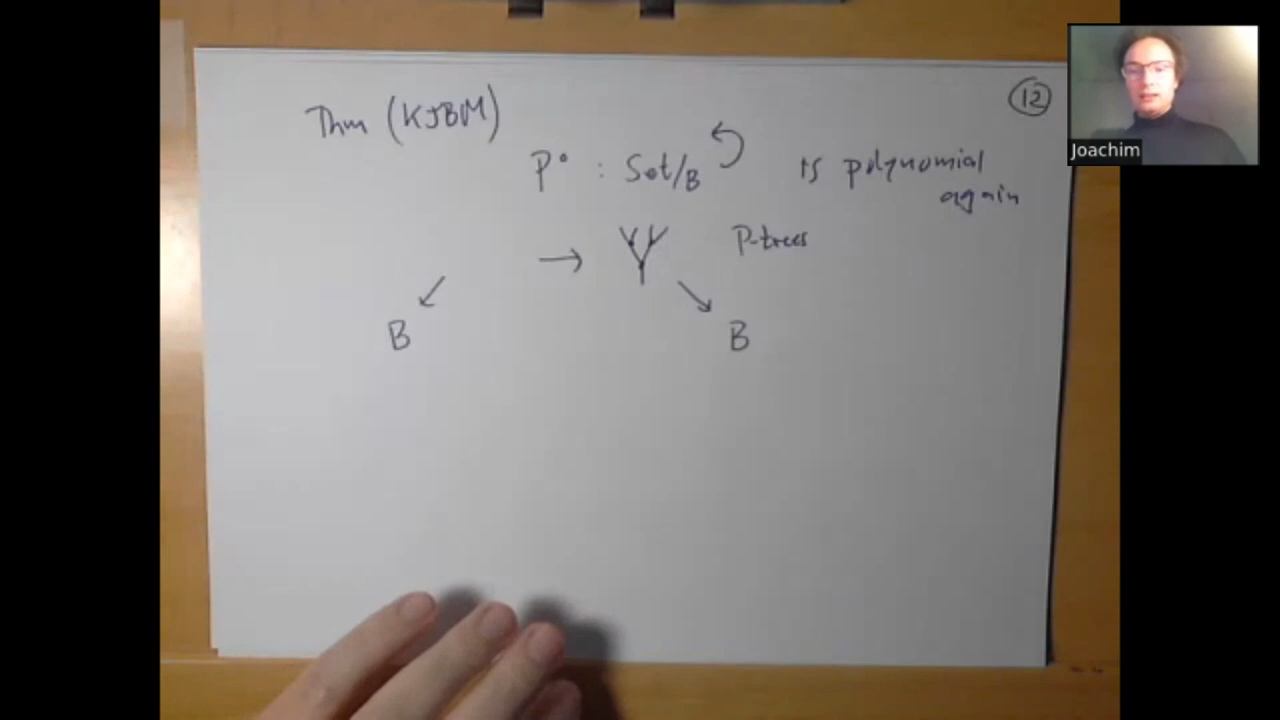 12
Thm (KJBM)
P° : Set/B ↺ is polynomial
again
→ P-trees
↙ ↘
B B
Joachim